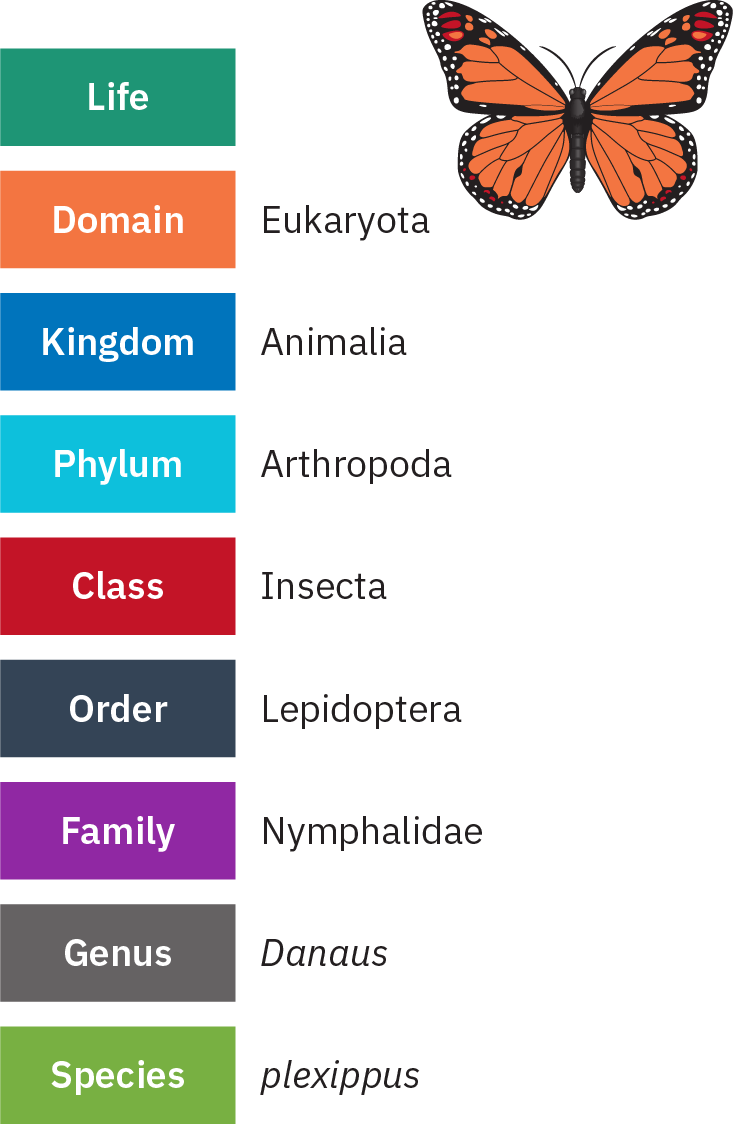 Life
Domain Eukaryota
Kingdom Animalia
Phylum Arthropoda
Class Insecta
Order Lepidoptera
Family Nymphalidae
Genus Danaus
Species plexippus